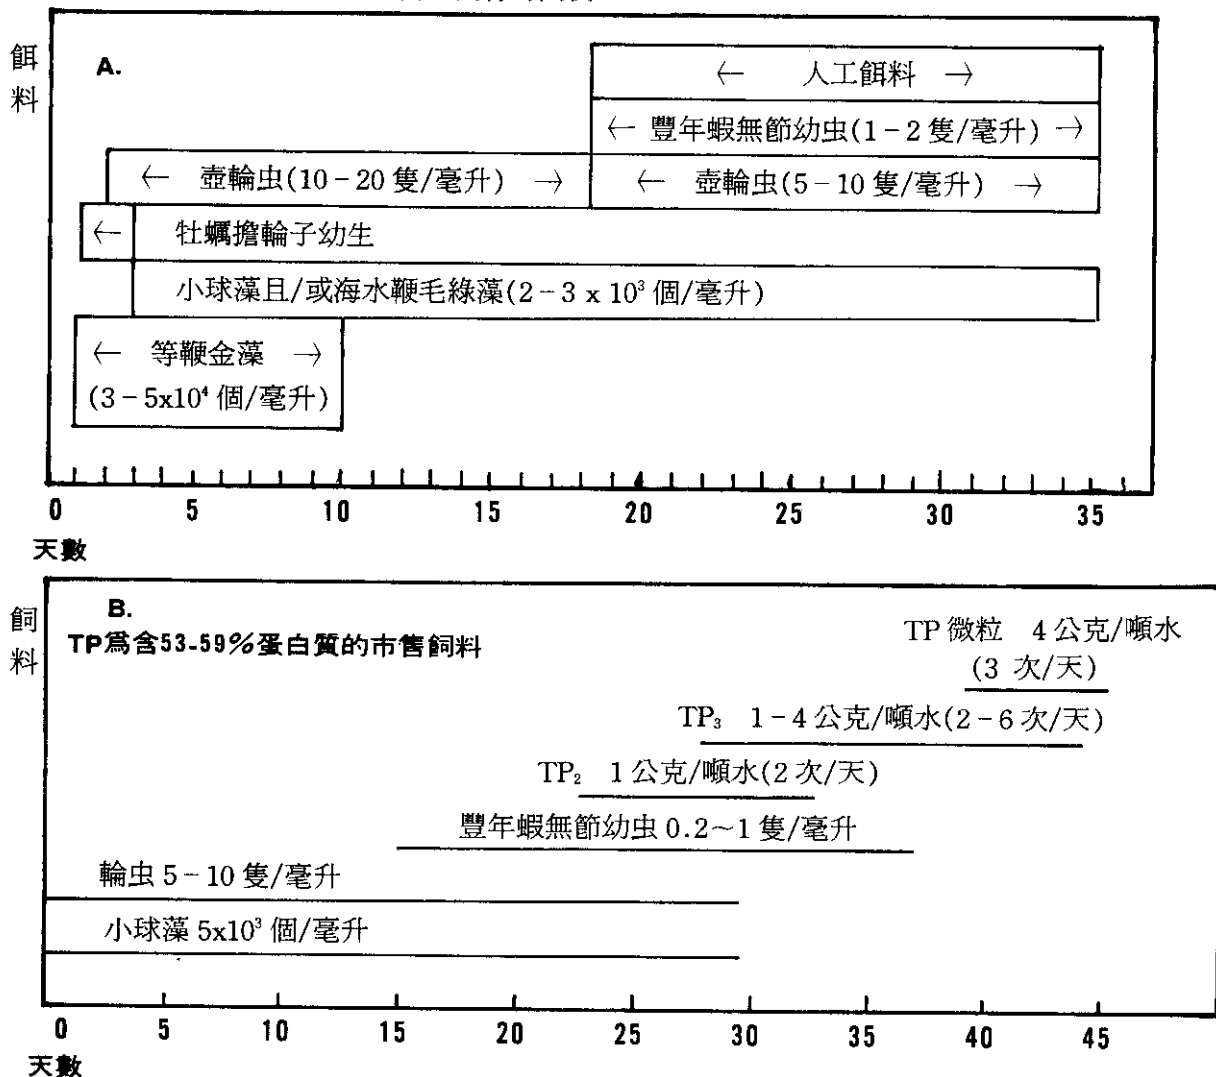 餌料
A.
← 人工餌料 →
← 豐年蝦無節幼虫(1-2 隻/毫升) →
← 壺輪虫(10-20 隻/毫升) →
← 壺輪虫(5-10 隻/毫升) →
← 牡蠣擔輪子幼生
小球藻且/或海水鞭毛綠藻(2-3 x 10³ 個/毫升)
← 等鞭金藻 →
(3-5x10⁴ 個/毫升)
0 5 10 15 20 25 30 35
天數
飼料
B.
TP爲含53-59%蛋白質的市售飼料
TP 微粒 4 公克/噸水
(3 次/天)
TP₃ 1-4 公克/噸水(2-6 次/天)
TP₂ 1 公克/噸水(2 次/天)
豐年蝦無節幼虫 0.2~1 隻/毫升
輪虫 5-10 隻/毫升
小球藻 5x10³ 個/毫升
0 5 10 15 20 25 30 35 40 45
天數